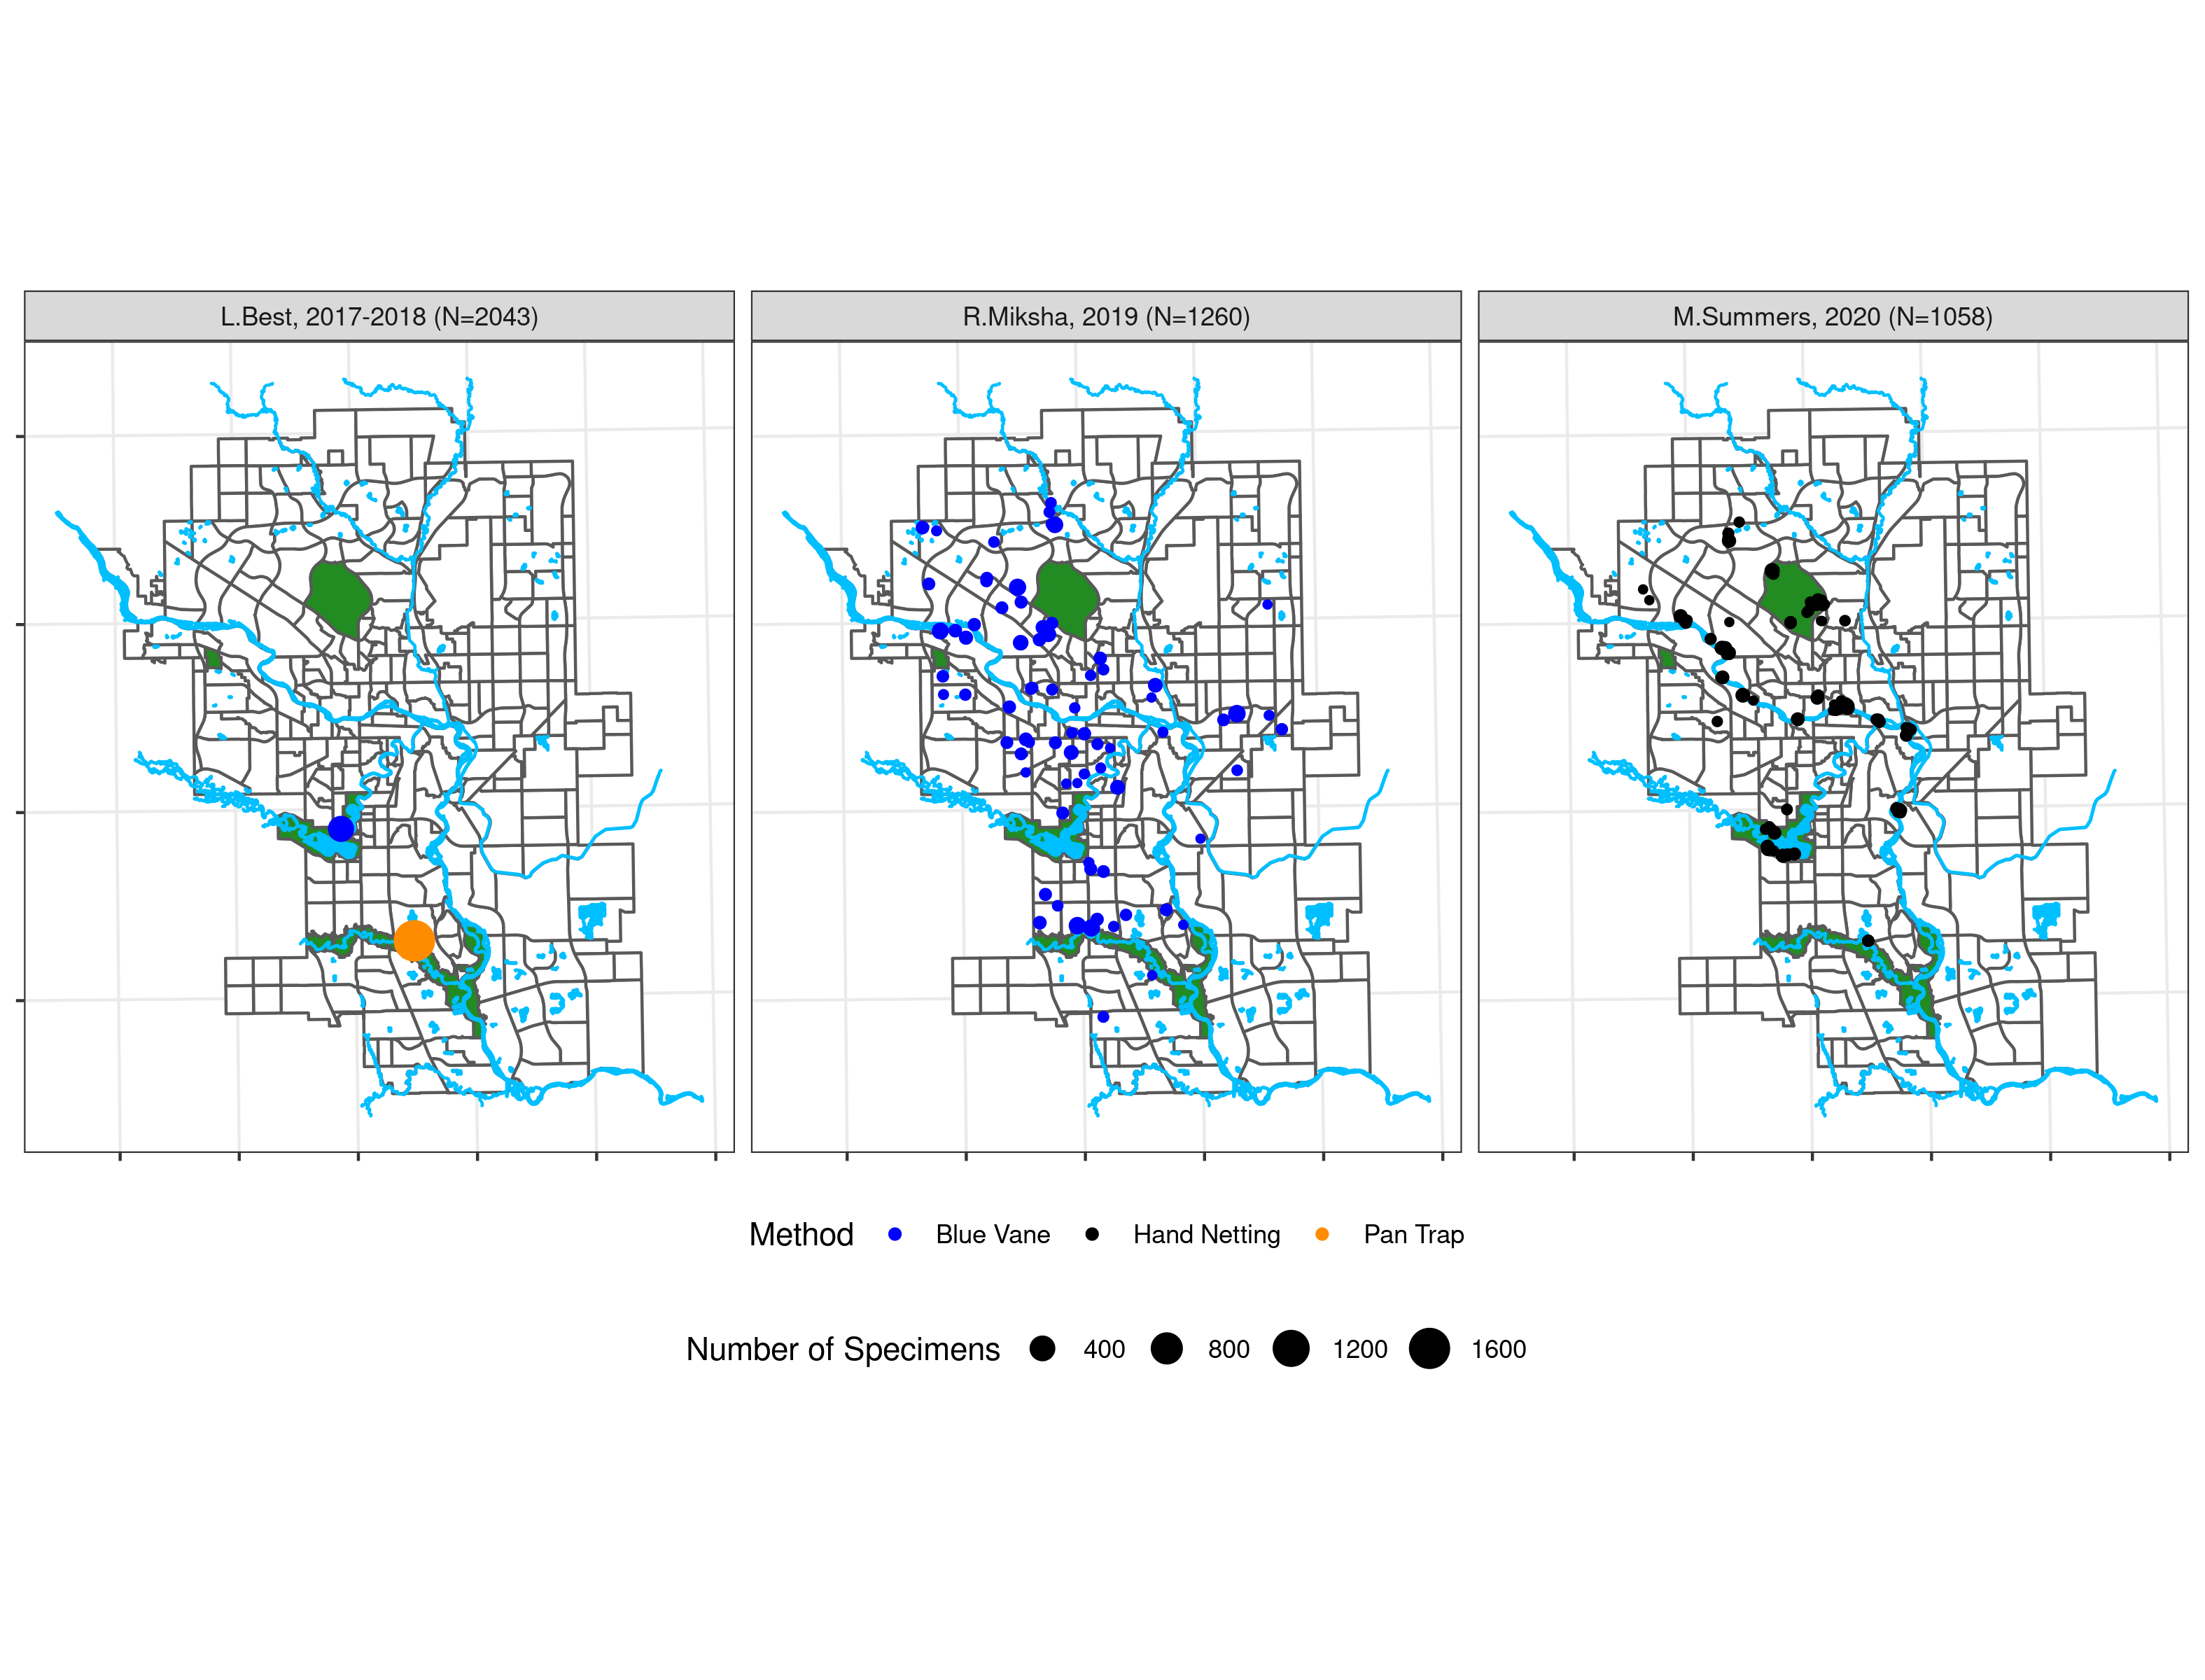 L.Best, 2017-2018 (N=2043)
R.Miksha, 2019 (N=1260)
M.Summers, 2020 (N=1058)
Method Blue Vane Hand Netting Pan Trap
Number of Specimens 400 800 1200 1600